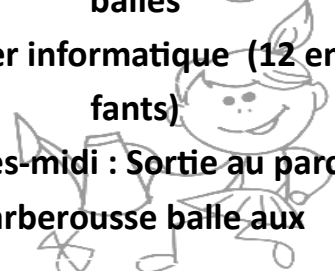 balles
er informatique (12 en
fants)
es-midi : Sortie au parc
arberousse balle aux